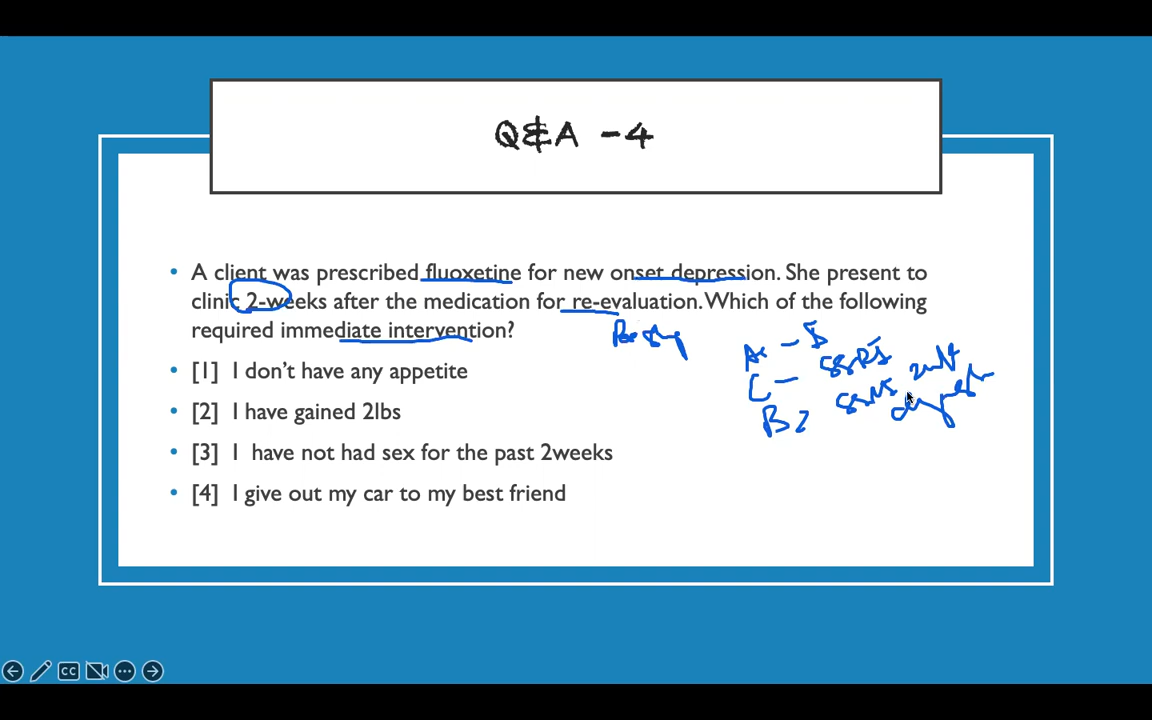 Q&A -4
• A client was prescribed fluoxetine for new onset depression. She present to
clinic 2-weeks after the medication for re-evaluation. Which of the following
required immediate intervention?
• [1] I don't have any appetite
• [2] I have gained 2lbs
• [3] I have not had sex for the past 2weeks
• [4] I give out my car to my best friend
SSRIs
CC